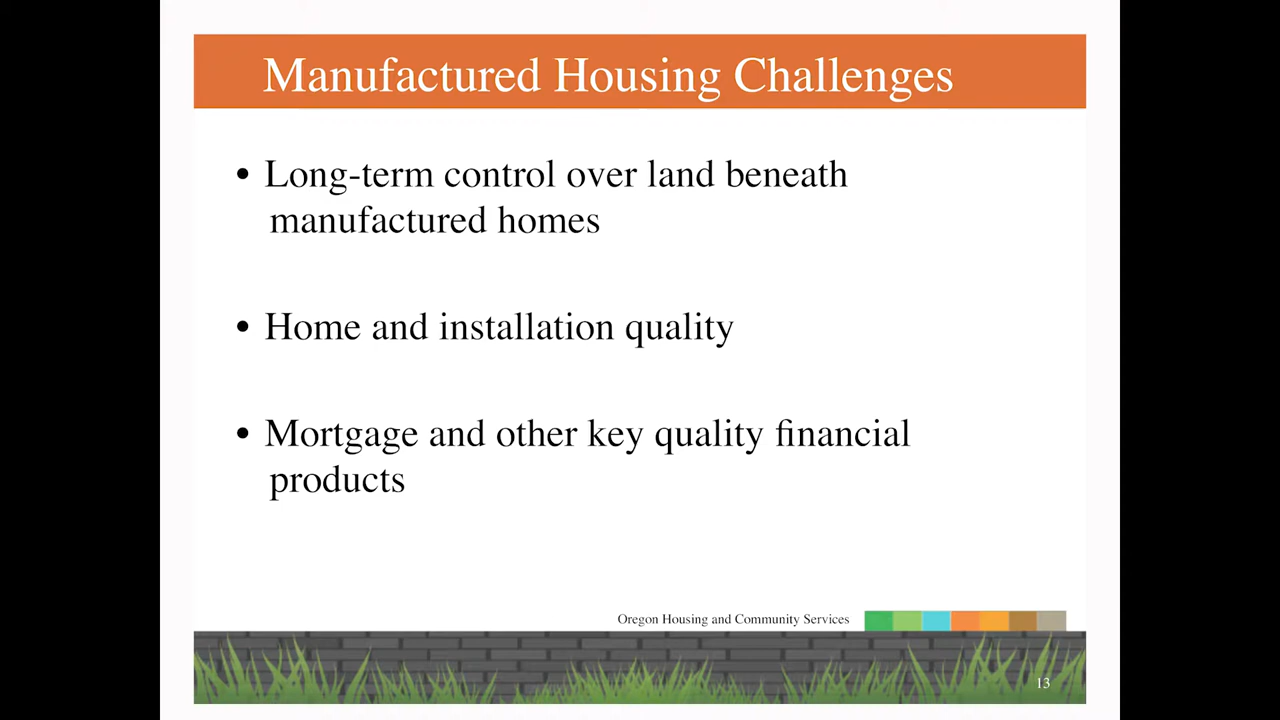 Manufactured Housing Challenges
• Long-term control over land beneath
manufactured homes
• Home and installation quality
• Mortgage and other key quality financial
products
Oregon Housing and Community Services
13